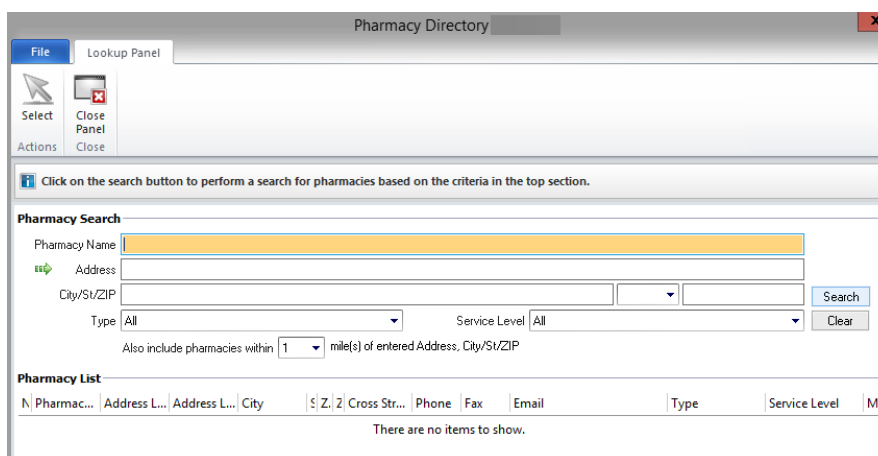 Pharmacy Directory
x
File Lookup Panel
Select Close Panel
Actions Close
Click on the search button to perform a search for pharmacies based on the criteria in the top section.
Pharmacy Search
Pharmacy Name
Address
City/St/ZIP Search
Type All Service Level All Clear
Also include pharmacies within 1 mile(s) of entered Address, City/St/ZIP
Pharmacy List
N Pharmac... Address L... Address L... City S Z. Z Cross Str... Phone Fax Email Type Service Level M
There are no items to show.